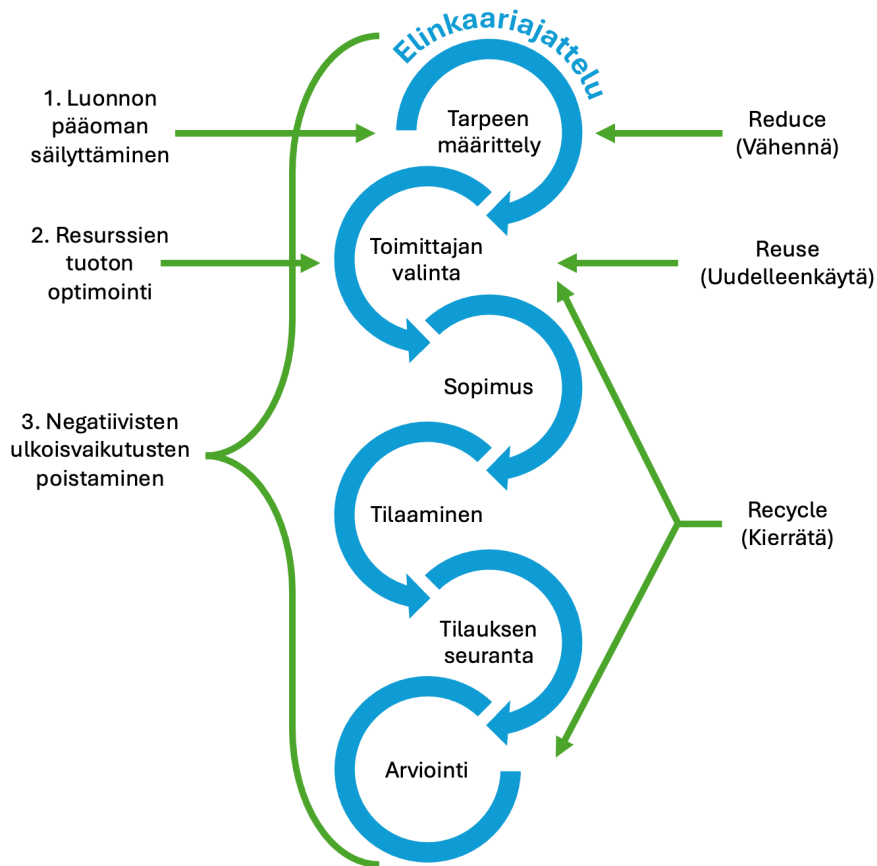 Elinkaariajattelu
1. Luonnon
pääoman
säilyttäminen
Tarpeen
määrittely
Reduce
(Vähennä)
2. Resurssien
tuoton
optimointi
Toimittajan
valinta
Reuse
(Uudelleenkäytä)
Sopimus
3. Negatiivisten
ulkoisvaikutusten
poistaminen
Tilaaminen
Recycle
(Kierrätä)
Tilauksen
seuranta
Arviointi